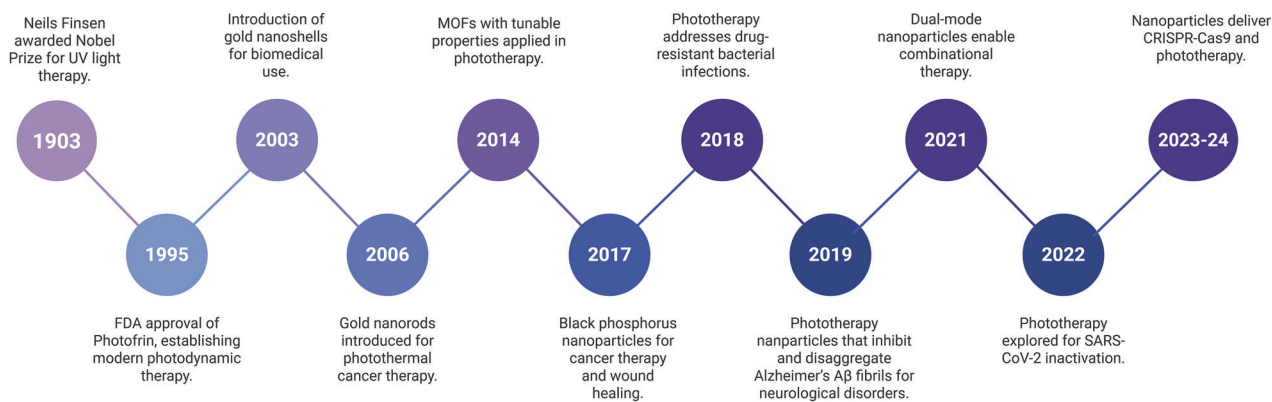 Neils Finsen
awarded Nobel
Prize for UV light
therapy.
1903
1995
FDA approval of
Photofrin, establishing
modern photodynamic
therapy.
Introduction of
gold nanoshells
for biomedical
use.
2003
2006
Gold nanorods
introduced for
photothermal
cancer therapy.
MOFs with tunable
properties applied in
phototherapy.
2014
2017
Black phosphorus
nanoparticles for
cancer therapy
and wound
healing.
Phototherapy
addresses drug-
resistant bacterial
infections.
2018
2019
Phototherapy
nanparticles that inhibit
and disaggregate
Alzheimer's Aβ fibrils for
neurological disorders.
Dual-mode
nanoparticles enable
combinational
therapy.
2021
2022
Phototherapy
explored for SARS-
CoV-2 inactivation.
Nanoparticles deliver
CRISPR-Cas9 and
phototherapy.
2023-24